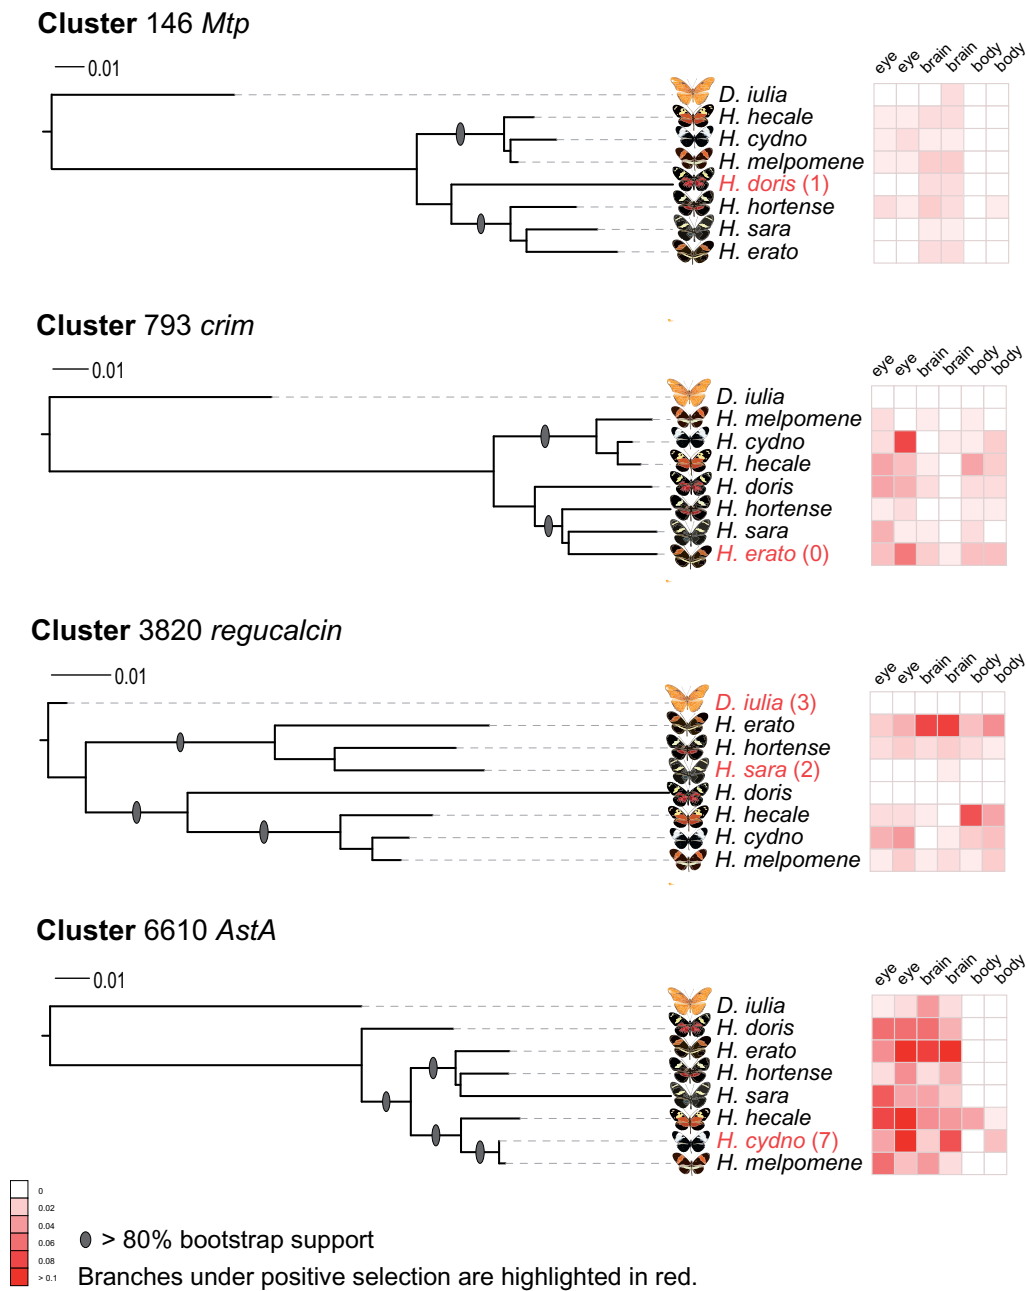 Cluster 146 Mtp
0.01
eye eye brain brain body body
D. iulia
H. hecale
H. cydno
H. melpomene
H. doris (1)
H. hortense
H. sara
H. erato
Cluster 793 crim
0.01
eye eye brain brain body body
D. iulia
H. melpomene
H. cydno
H. hecale
H. doris
H. hortense
H. sara
H. erato (0)
Cluster 3820 regucalcin
0.01
eye eye brain brain body body
D. iulia (3)
H. erato
H. hortense
H. sara (2)
H. doris
H. hecale
H. cydno
H. melpomene
Cluster 6610 AstA
0.01
eye eye brain brain body body
D. iulia
H. doris
H. erato
H. hortense
H. sara
H. hecale
H. cydno (7)
H. melpomene
0
0.02
0.04
0.06
0.08
> 0.1
> 80% bootstrap support
Branches under positive selection are highlighted in red.